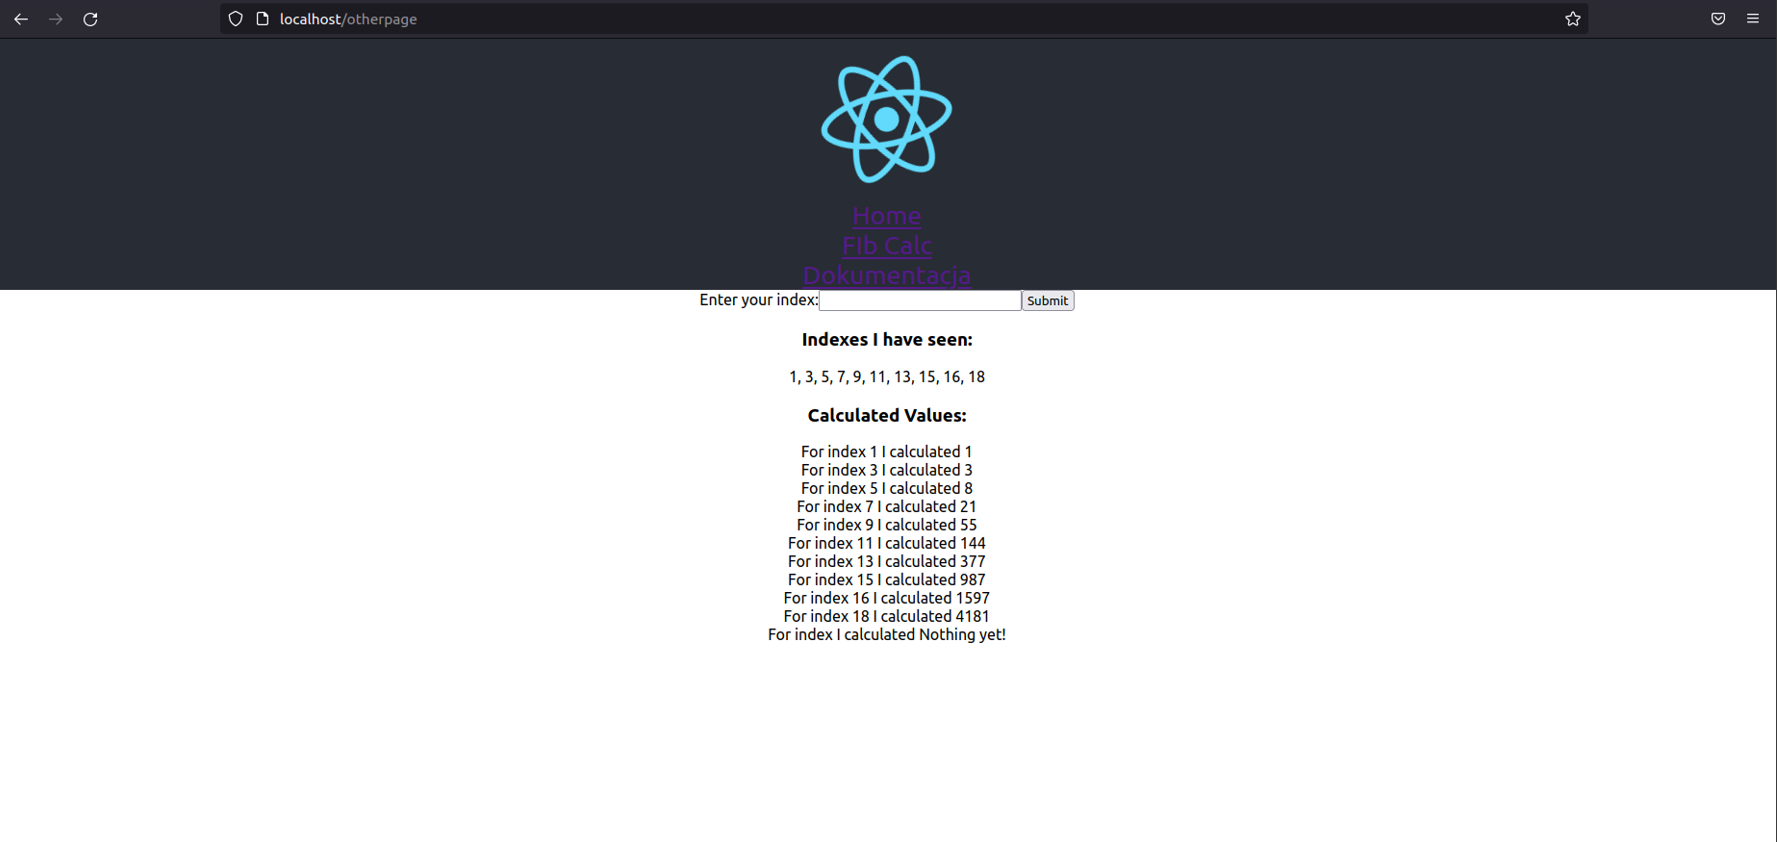 localhost/otherpage
Home
FIb Calc
Dokumentacja
Enter your index: Submit
Indexes I have seen:
1, 3, 5, 7, 9, 11, 13, 15, 16, 18
Calculated Values:
For index 1 I calculated 1
For index 3 I calculated 3
For index 5 I calculated 8
For index 7 I calculated 21
For index 9 I calculated 55
For index 11 I calculated 144
For index 13 I calculated 377
For index 15 I calculated 987
For index 16 I calculated 1597
For index 18 I calculated 4181
For index I calculated Nothing yet!